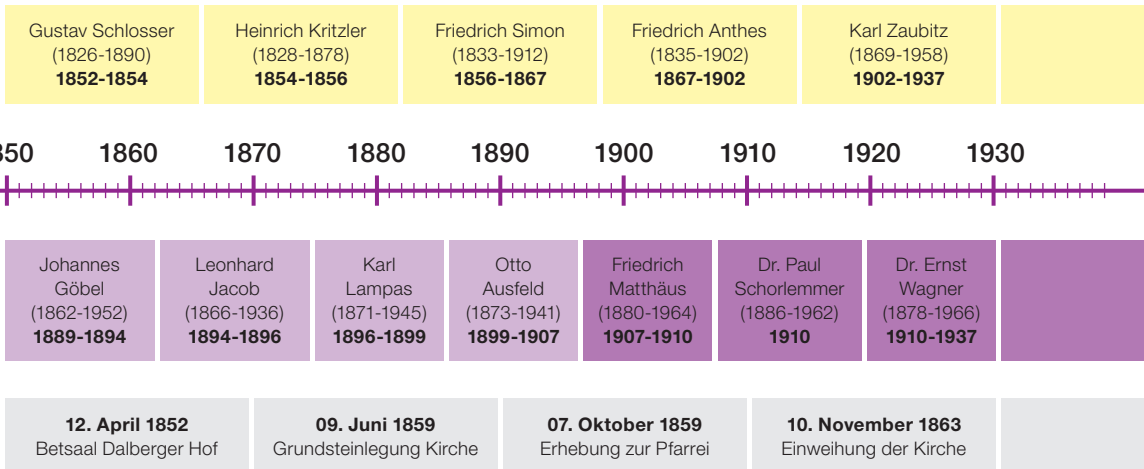 Gustav Schlosser
(1826-1890)
1852-1854
Heinrich Kritzler
(1828-1878)
1854-1856
Friedrich Simon
(1833-1912)
1856-1867
Friedrich Anthes
(1835-1902)
1867-1902
Karl Zaubitz
(1869-1958)
1902-1937
850 1860 1870 1880 1890 1900 1910 1920 1930
Johannes
Göbel
(1862-1952)
1889-1894
Leonhard
Jacob
(1866-1936)
1894-1896
Karl
Lampas
(1871-1945)
1896-1899
Otto
Ausfeld
(1873-1941)
1899-1907
Friedrich
Matthäus
(1880-1964)
1907-1910
Dr. Paul
Schorlemmer
(1886-1962)
1910
Dr. Ernst
Wagner
(1878-1966)
1910-1937
12. April 1852
Betsaal Dalberger Hof
09. Juni 1859
Grundsteinlegung Kirche
07. Oktober 1859
Erhebung zur Pfarrei
10. November 1863
Einweihung der Kirche